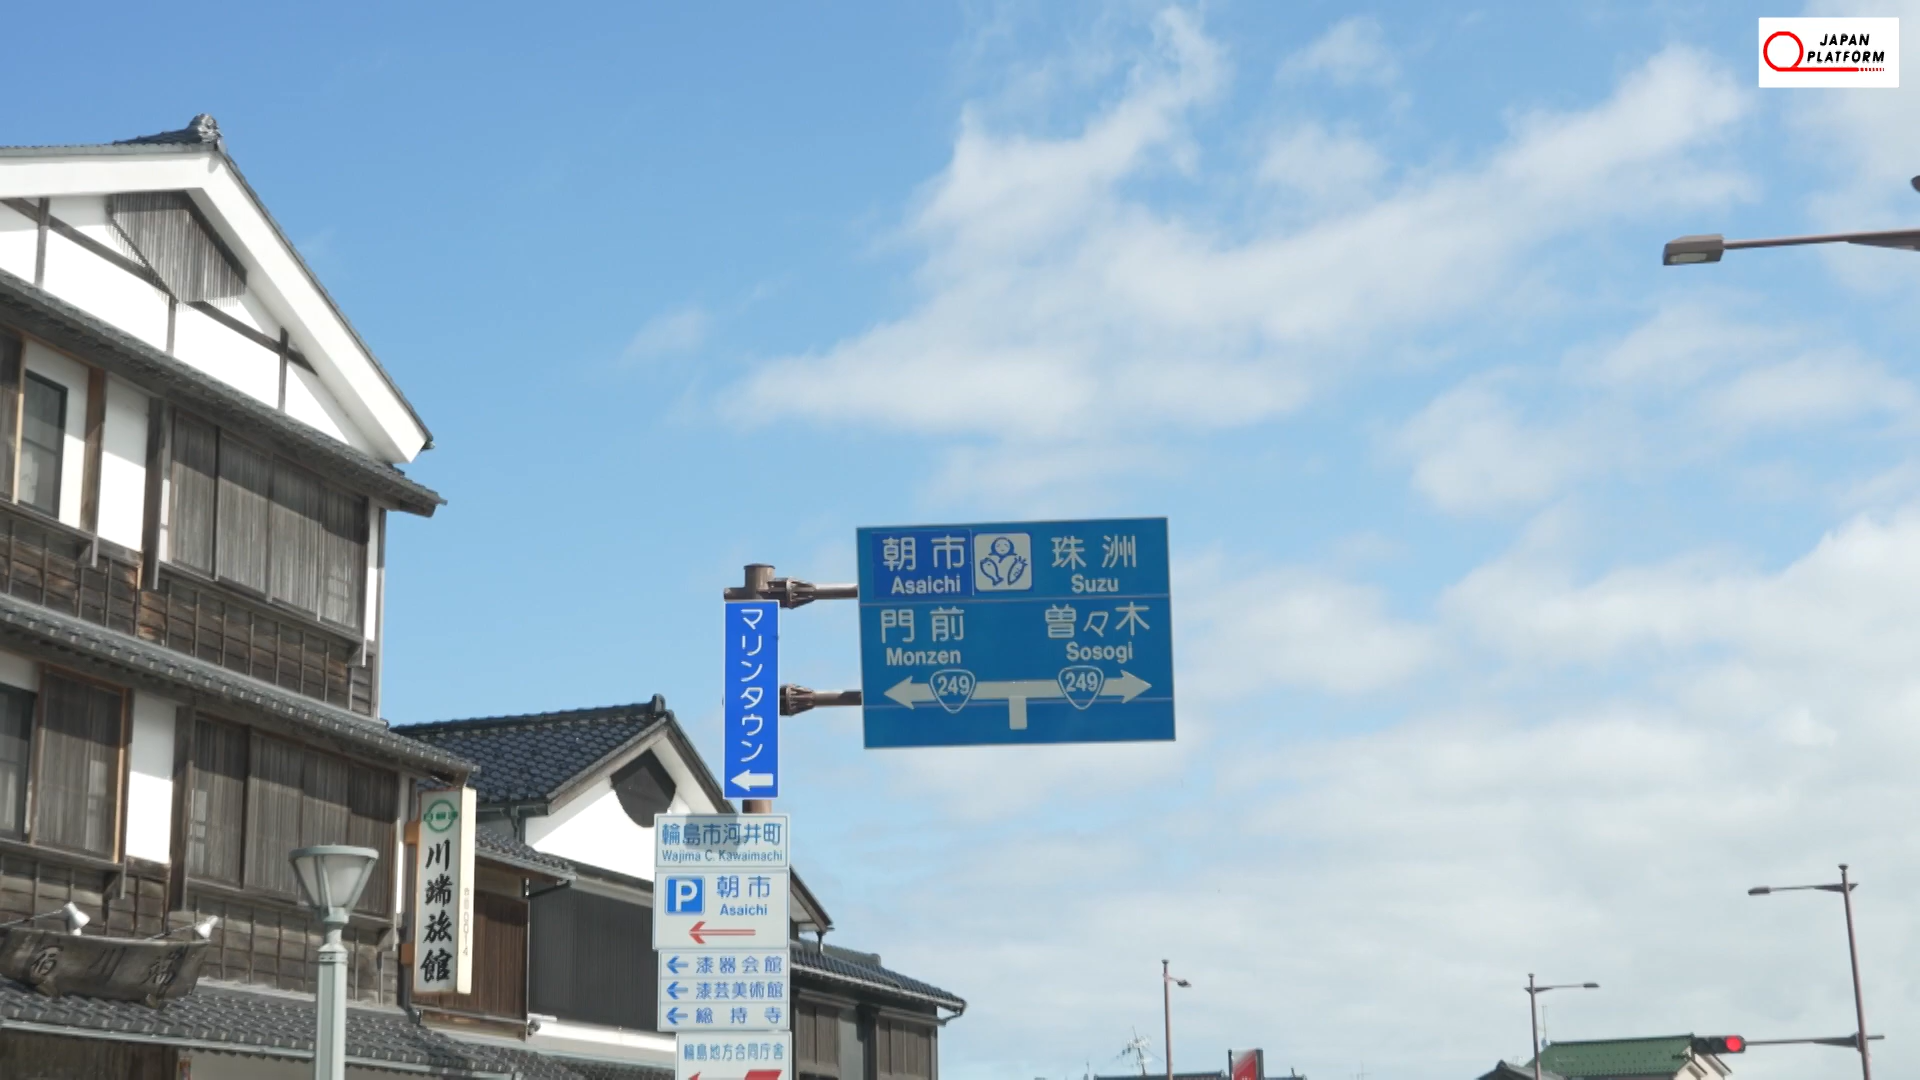 JAPAN
PLATFORM
朝市 珠洲
Asaichi Suzu
門前 曽々木
Monzen Sosogi
249 249
マリンタウン
輪島市河井町
Wajima C. Kawaimachi
P 朝市
Asaichi
漆器会館
漆芸美術館
總持寺
輪島地方合同庁舎
川端旅館